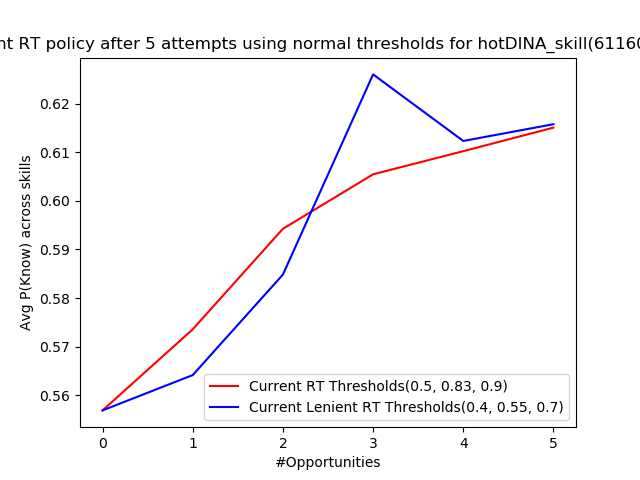 nt RT policy after 5 attempts using normal thresholds for hotDINA_skill(61160
0.62
0.61
0.60
0.59
0.58
0.57
0.56
Avg P(Know) across skills
Current RT Thresholds(0.5, 0.83, 0.9)
Current Lenient RT Thresholds(0.4, 0.55, 0.7)
0 1 2 3 4 5
#Opportunities